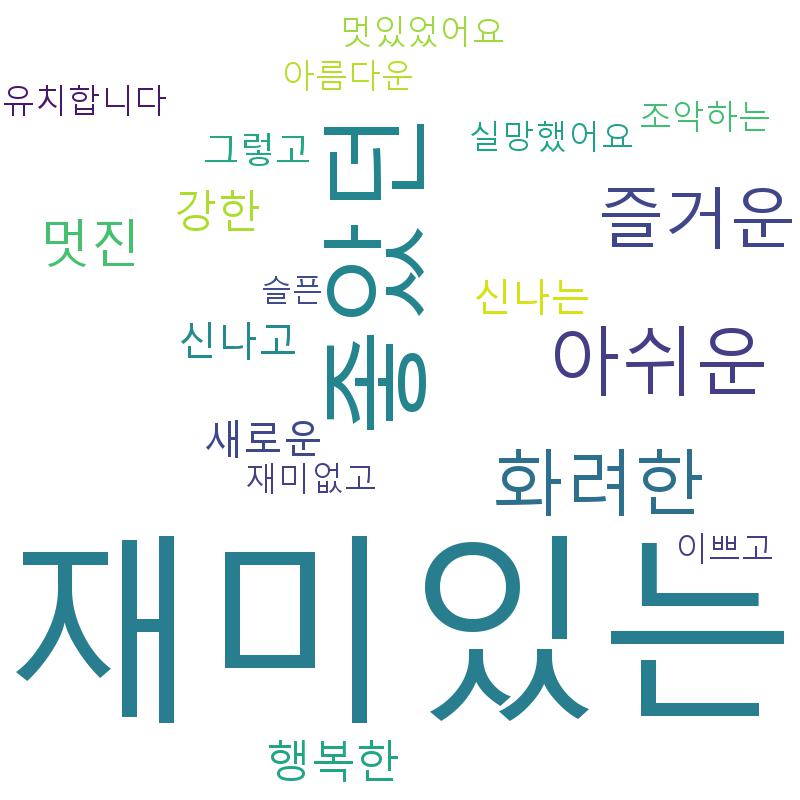 멋있었어요
아름다운
유치합니다
조악하는
실망했어요
그렇고
좋았던
즐거운
강한
멋진
슬픈
신나는
신나고
아쉬운
새로운
재미없고
화려한
이쁘고
재미있는
행복한